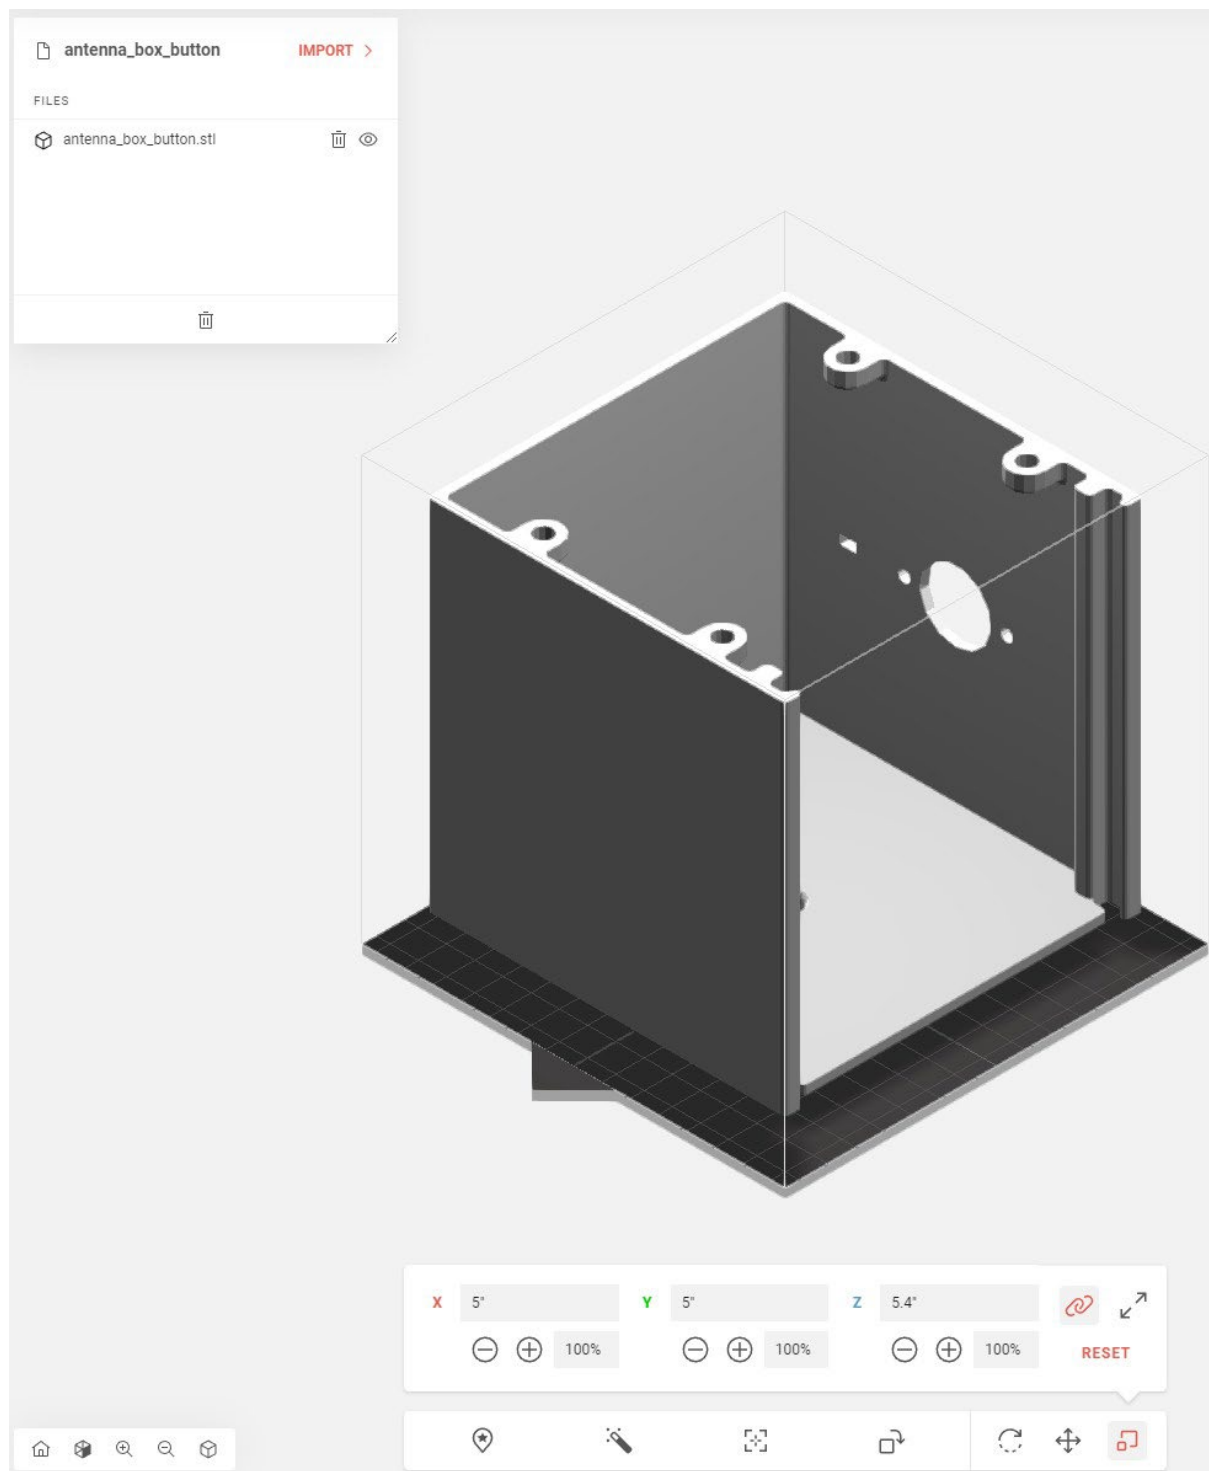 antenna_box_button IMPORT >
FILES
antenna_box_button.stl
X 5" Y 5" Z 5.4"
100% 100% 100% RESET